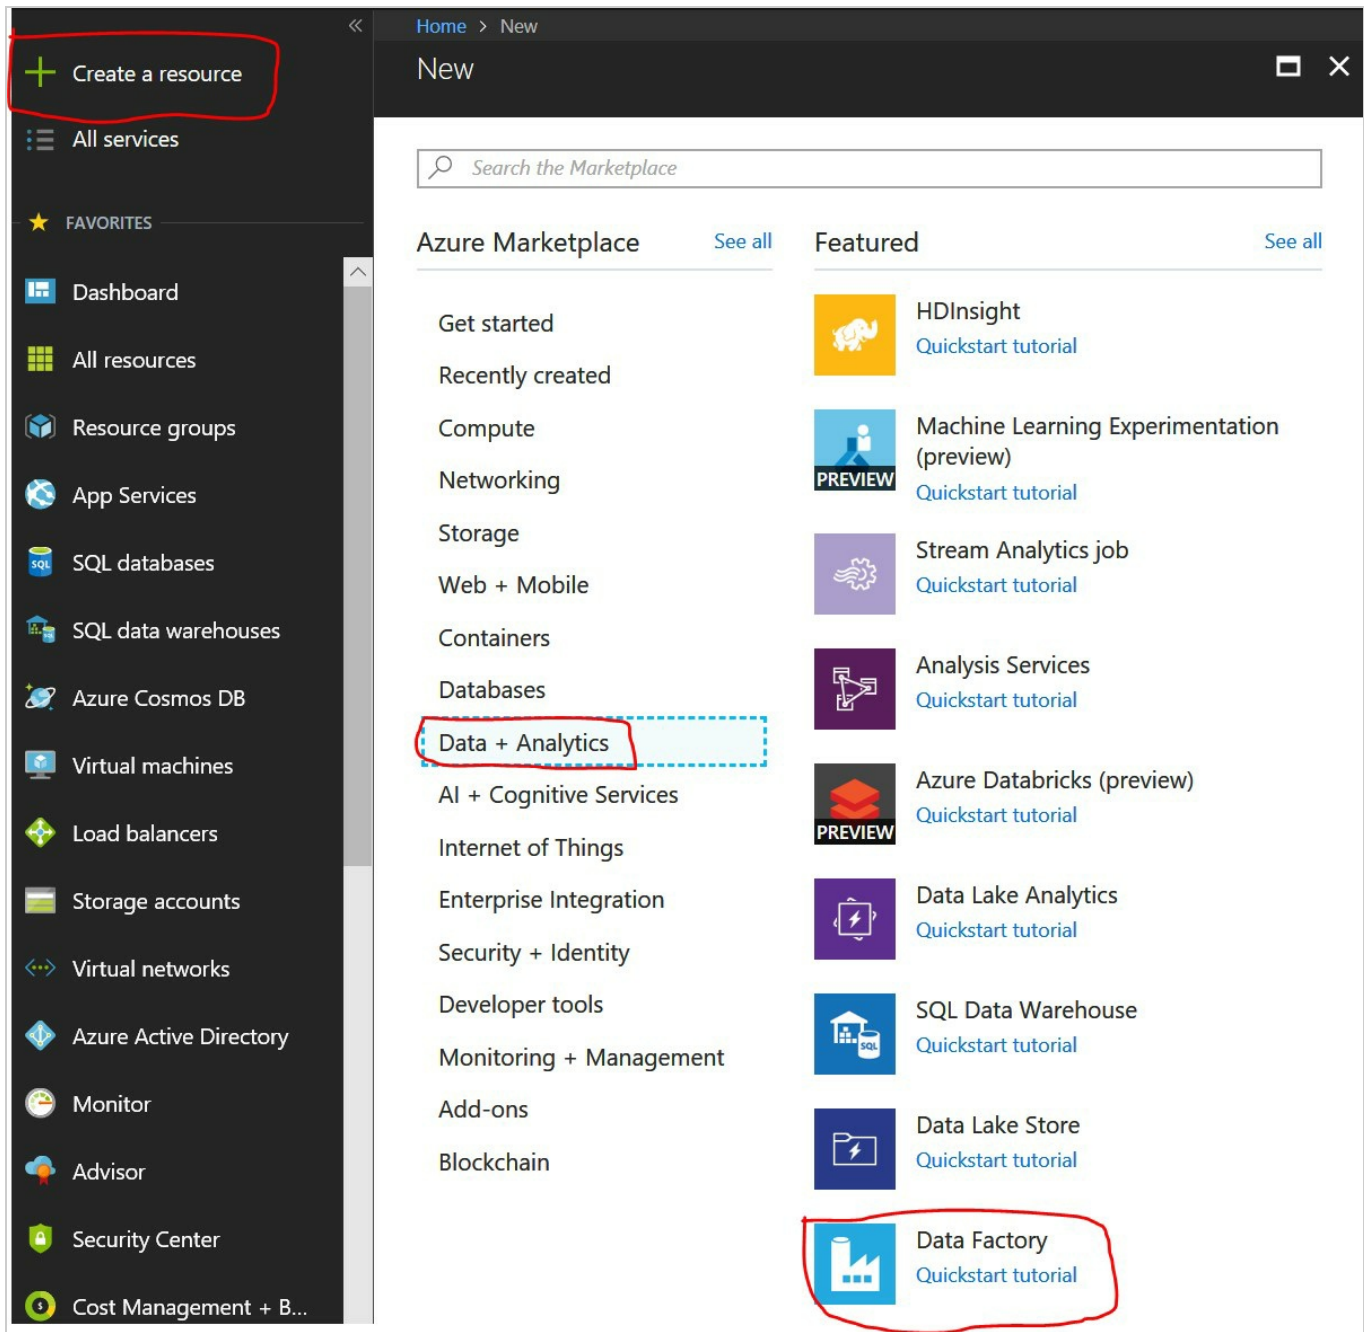 Create a resource
All services
FAVORITES
Dashboard
All resources
Resource groups
App Services
SQL databases
SQL data warehouses
Azure Cosmos DB
Virtual machines
Load balancers
Storage accounts
Virtual networks
Azure Active Directory
Monitor
Advisor
Security Center
Cost Management + B...
Home > New
New
Search the Marketplace
Azure Marketplace See all
Get started
Recently created
Compute
Networking
Storage
Web + Mobile
Containers
Databases
Data + Analytics
AI + Cognitive Services
Internet of Things
Enterprise Integration
Security + Identity
Developer tools
Monitoring + Management
Add-ons
Blockchain
Featured See all
HDInsight
Quickstart tutorial
Machine Learning Experimentation
(preview)
PREVIEW
Quickstart tutorial
Stream Analytics job
Quickstart tutorial
Analysis Services
Quickstart tutorial
Azure Databricks (preview)
Quickstart tutorial
PREVIEW
Data Lake Analytics
Quickstart tutorial
SQL Data Warehouse
Quickstart tutorial
SQL
Data Lake Store
Quickstart tutorial
Data Factory
Quickstart tutorial